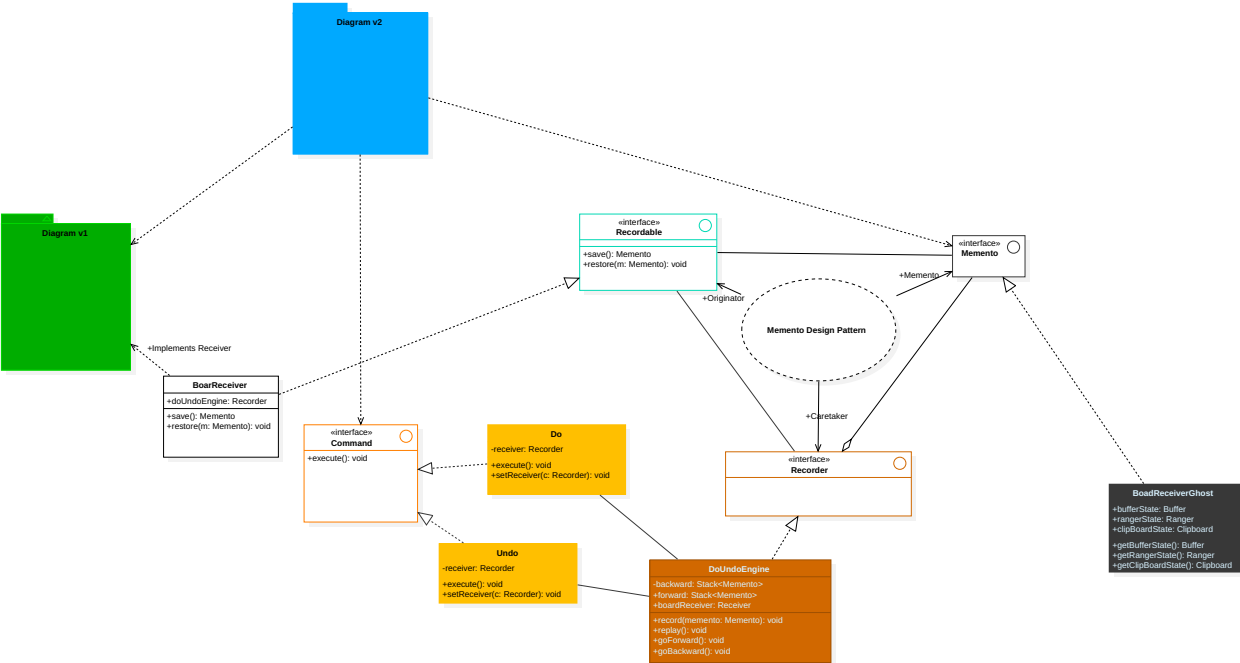 Diagram v2
Diagram v1
«interface»
Recordable
+save(): Memento
+restore(m: Memento): void
«interface»
Memento
+Memento
+Originator
Memento Design Pattern
+Implements Receiver
BoarReceiver
+doUndoEngine: Recorder
+save(): Memento
+restore(m: Memento): void
+Caretaker
«interface»
Command
+execute(): void
Do
-receiver: Recorder
+execute(): void
+setReceiver(c: Recorder): void
«interface»
Recorder
BoadReceiverGhost
+bufferState: Buffer
+rangerState: Ranger
+clipBoardState: Clipboard
+getBufferState(): Buffer
+getRangerState(): Ranger
+getClipBoardState(): Clipboard
Undo
-receiver: Recorder
+execute(): void
+setReceiver(c: Recorder): void
DoUndoEngine
-backward: Stack<Memento>
+forward: Stack<Memento>
+boardReceiver: Receiver
+record(memento: Memento): void
+replay(): void
+goForward(): void
+goBackward(): void